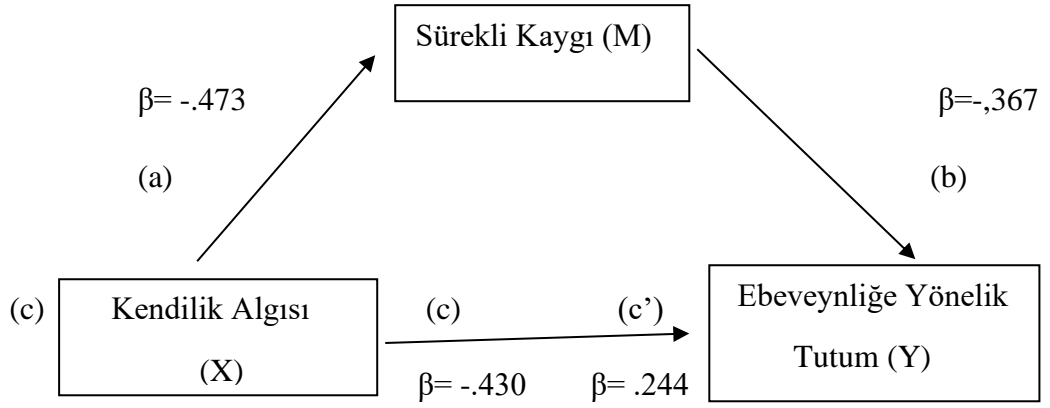 Sürekli Kaygı (M)
β= -.473
β=-,367
(a)
(b)
(c)
Kendilik Algısı
(X)
(c)
(c’)
Ebeveynliğe Yönelik
Tutum (Y)
β= -.430
β= .244